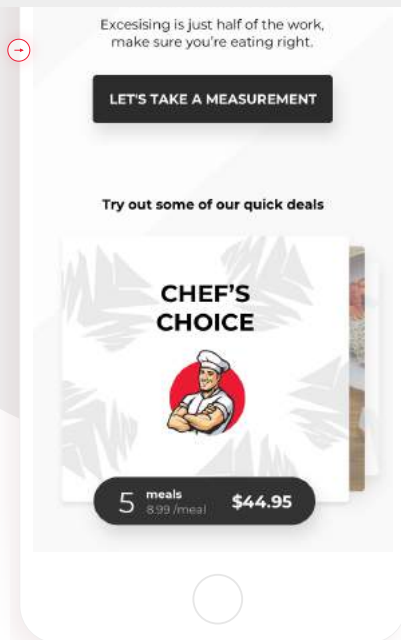 Excesising is just half of the work,
make sure you're eating right.
LET'S TAKE A MEASUREMENT
Try out some of our quick deals
CHEF'S
CHOICE
5 meals $44.95
8.99 /meal